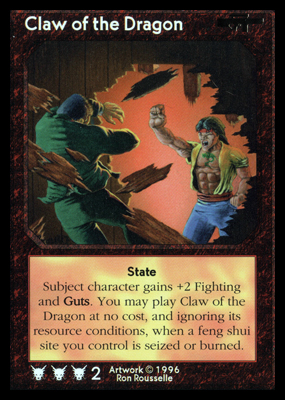 Claw of the Dragon
State
Subject character gains +2 Fighting
and Guts. You may play Claw of the
Dragon at no cost, and ignoring its
resource conditions, when a feng shui
site you control is seized or burned.
2 Artwork © 1996
Ron Rousselle